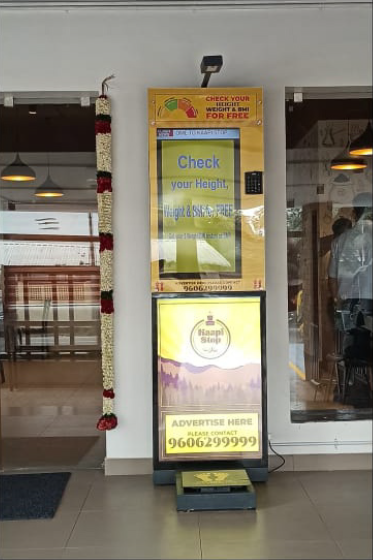 CHECK YOUR
HEIGHT
WEIGHT & BMI
FOR FREE
Check
your Height,
Weight & BMI for FREE
Kaapi
Stop
ADVERTISE HERE
PLEASE CONTACT
9606299999
9606299999